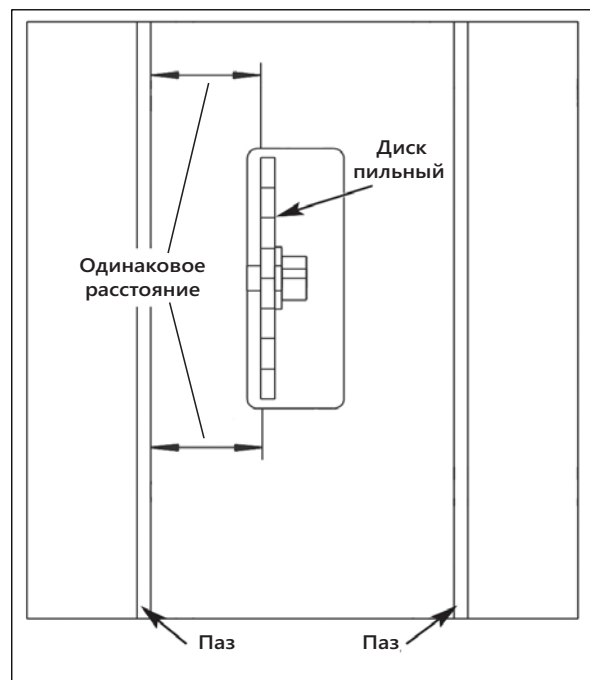 Диск
пильный
Одинаковое
расстояние
Паз
Паз